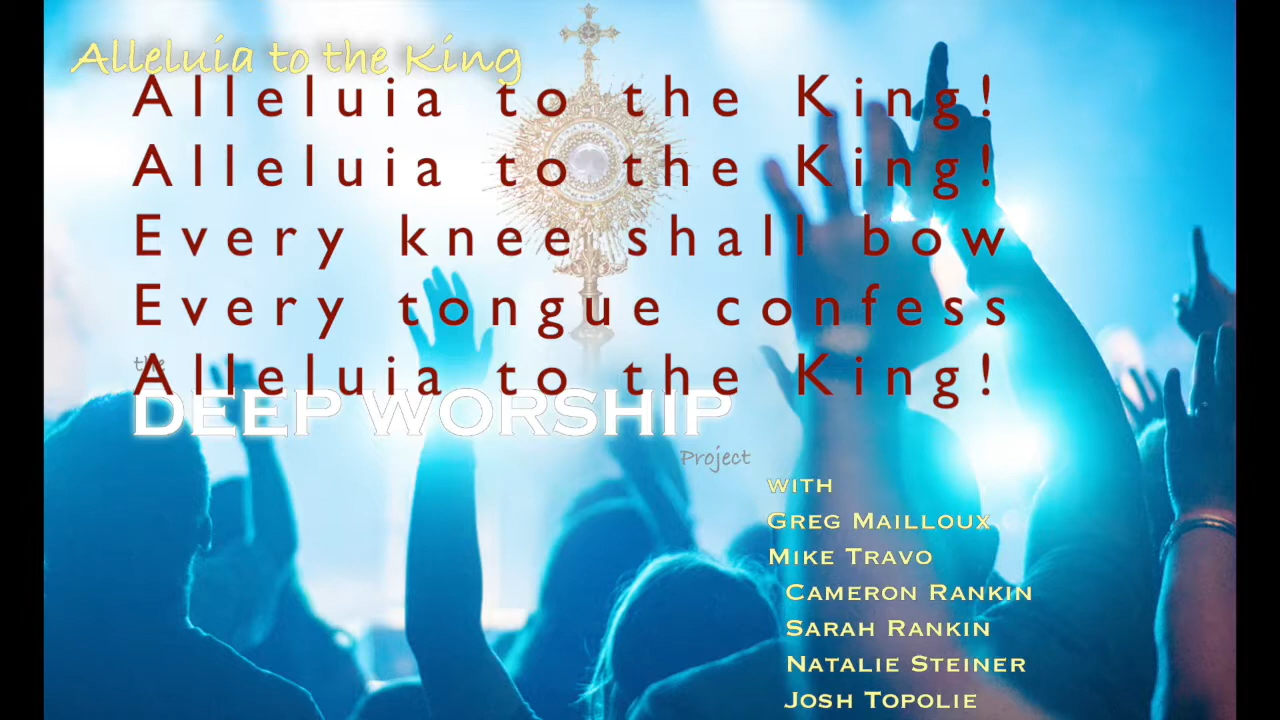 Alleluia to the King
Alleluia to the King!
Alleluia to the King!
Every knee shall bow
Every tongue confess
the
Alleluia to the King!
DEEP WORSHIP
Project
with
Greg Mailloux
Mike Travo
Cameron Rankin
Sarah Rankin
Natalie Steiner
Josh Topolie